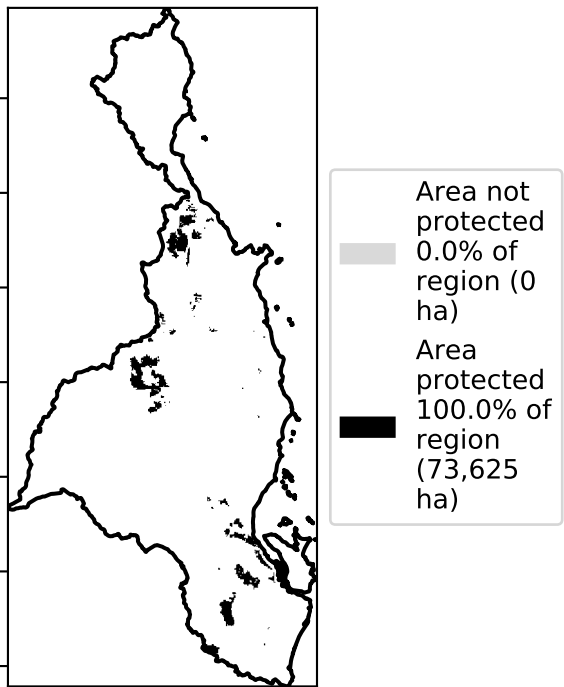 Area not
protected
0.0% of
region (0
ha)
Area
protected
100.0% of
region
(73,625
ha)